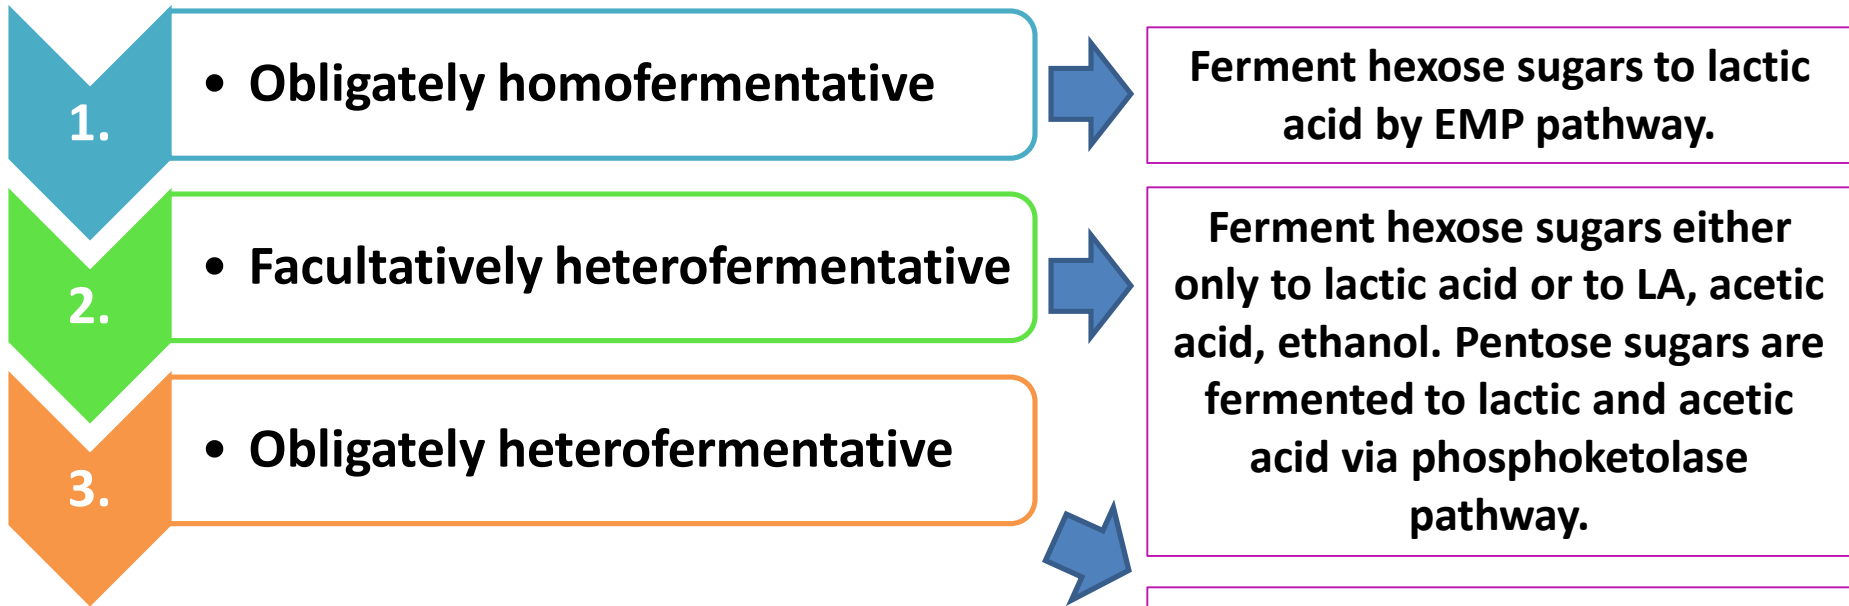 1.
• Obligately homofermentative
Ferment hexose sugars to lactic
acid by EMP pathway.
2.
• Facultatively heterofermentative
Ferment hexose sugars either
only to lactic acid or to LA, acetic
acid, ethanol. Pentose sugars are
fermented to lactic and acetic
acid via phosphoketolase
pathway.
3.
• Obligately heterofermentative